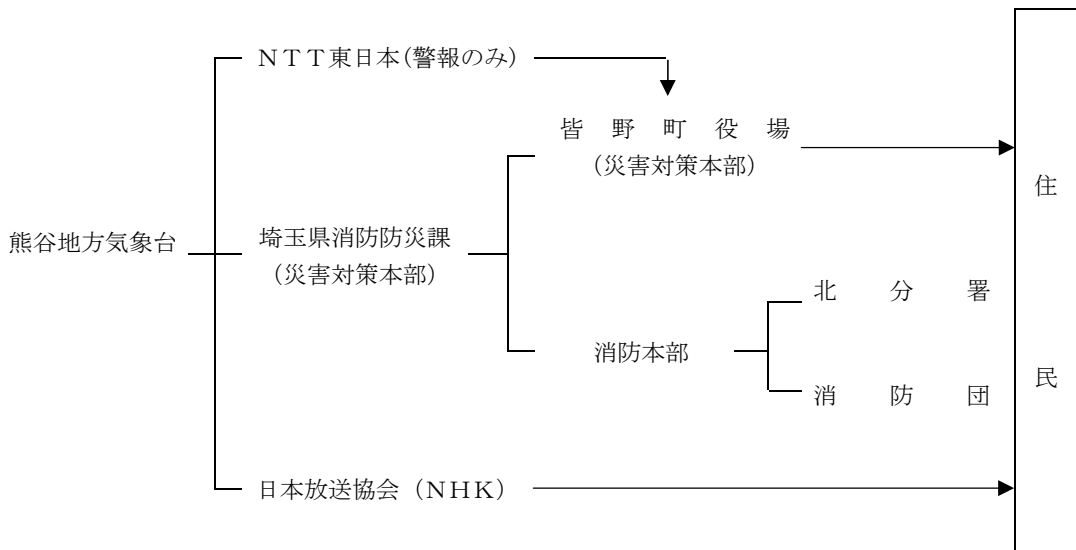 NTT東日本(警報のみ)
皆野町役場
(災害対策本部)
住民
熊谷地方気象台
埼玉県消防防災課
(災害対策本部)
北分署
消防本部
消防団
日本放送協会(NHK)